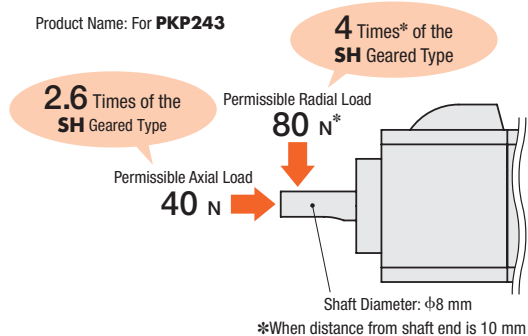 Product Name: For PKP243
4 Times* of the
SH Geared Type
2.6 Times of the
SH Geared Type
Permissible Radial Load
80 N*
Permissible Axial Load
40 N
Shaft Diameter: ϕ8 mm
*When distance from shaft end is 10 mm